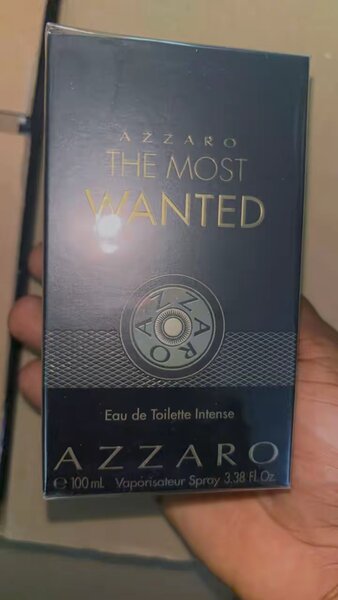 AZZARO
THE MOST
WANTED
AZZARO
Eau de Toilette Intense
AZZARO
℮ 100 mL Vaporisateur Spray 3.38 Fl. Oz.